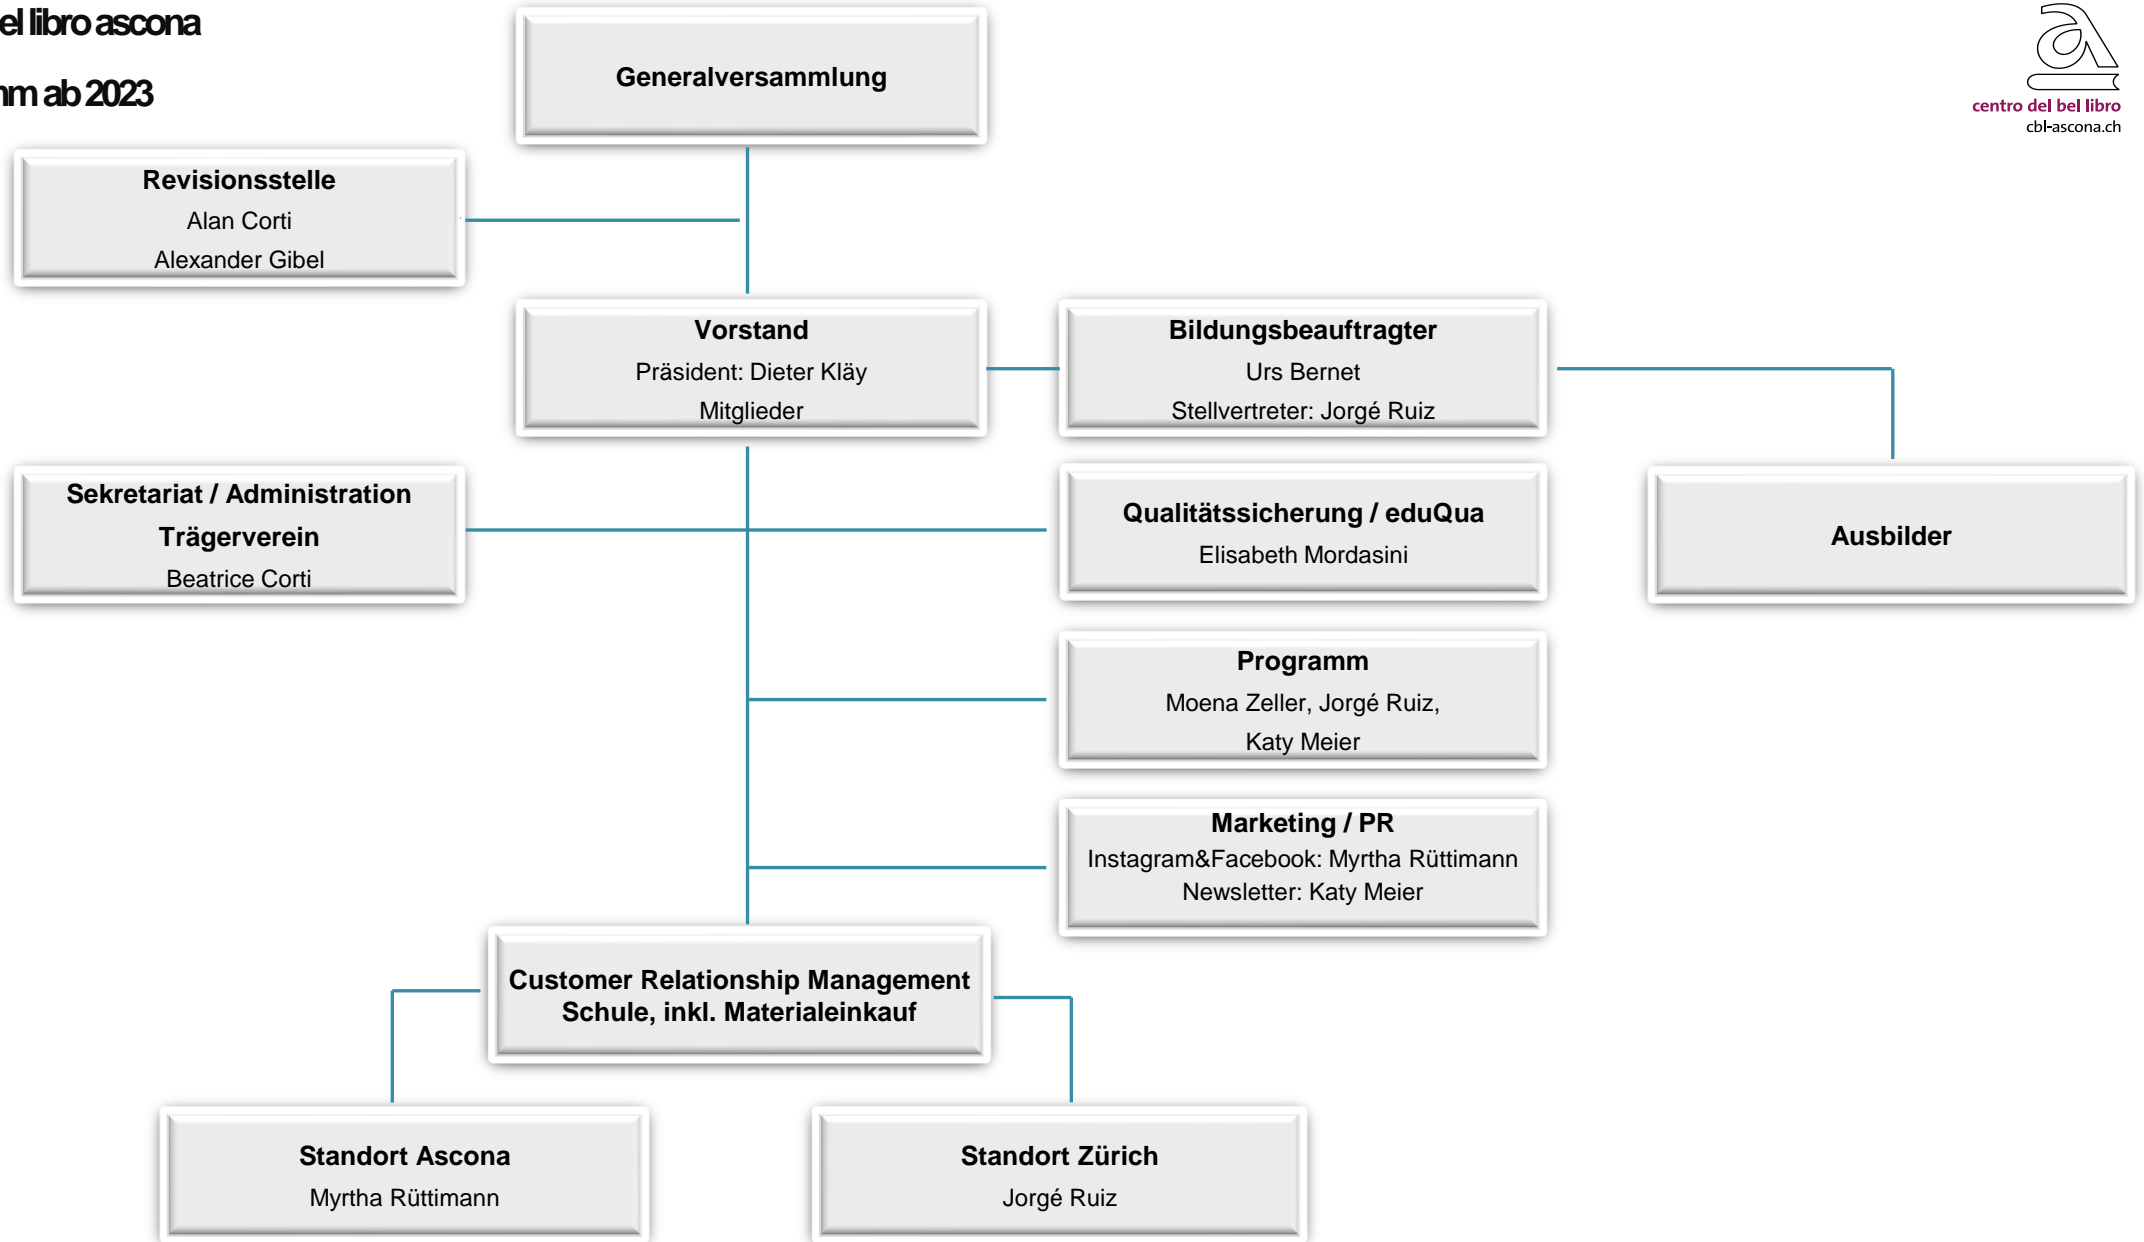 el libro ascona
m ab 2023
centro del bel libro
cbl-ascona.ch
Generalversammlung
Revisionsstelle
Alan Corti
Alexander Gibel
Vorstand
Präsident: Dieter Kläy
Mitglieder
Bildungsbeauftragter
Urs Bernet
Stellvertreter: Jorgé Ruiz
Sekretariat / Administration
Trägerverein
Beatrice Corti
Qualitätssicherung / eduQua
Elisabeth Mordasini
Ausbilder
Programm
Moena Zeller, Jorgé Ruiz,
Katy Meier
Marketing / PR
Instagram&Facebook: Myrtha Rüttimann
Newsletter: Katy Meier
Customer Relationship Management
Schule, inkl. Materialeinkauf
Standort Ascona
Myrtha Rüttimann
Standort Zürich
Jorgé Ruiz